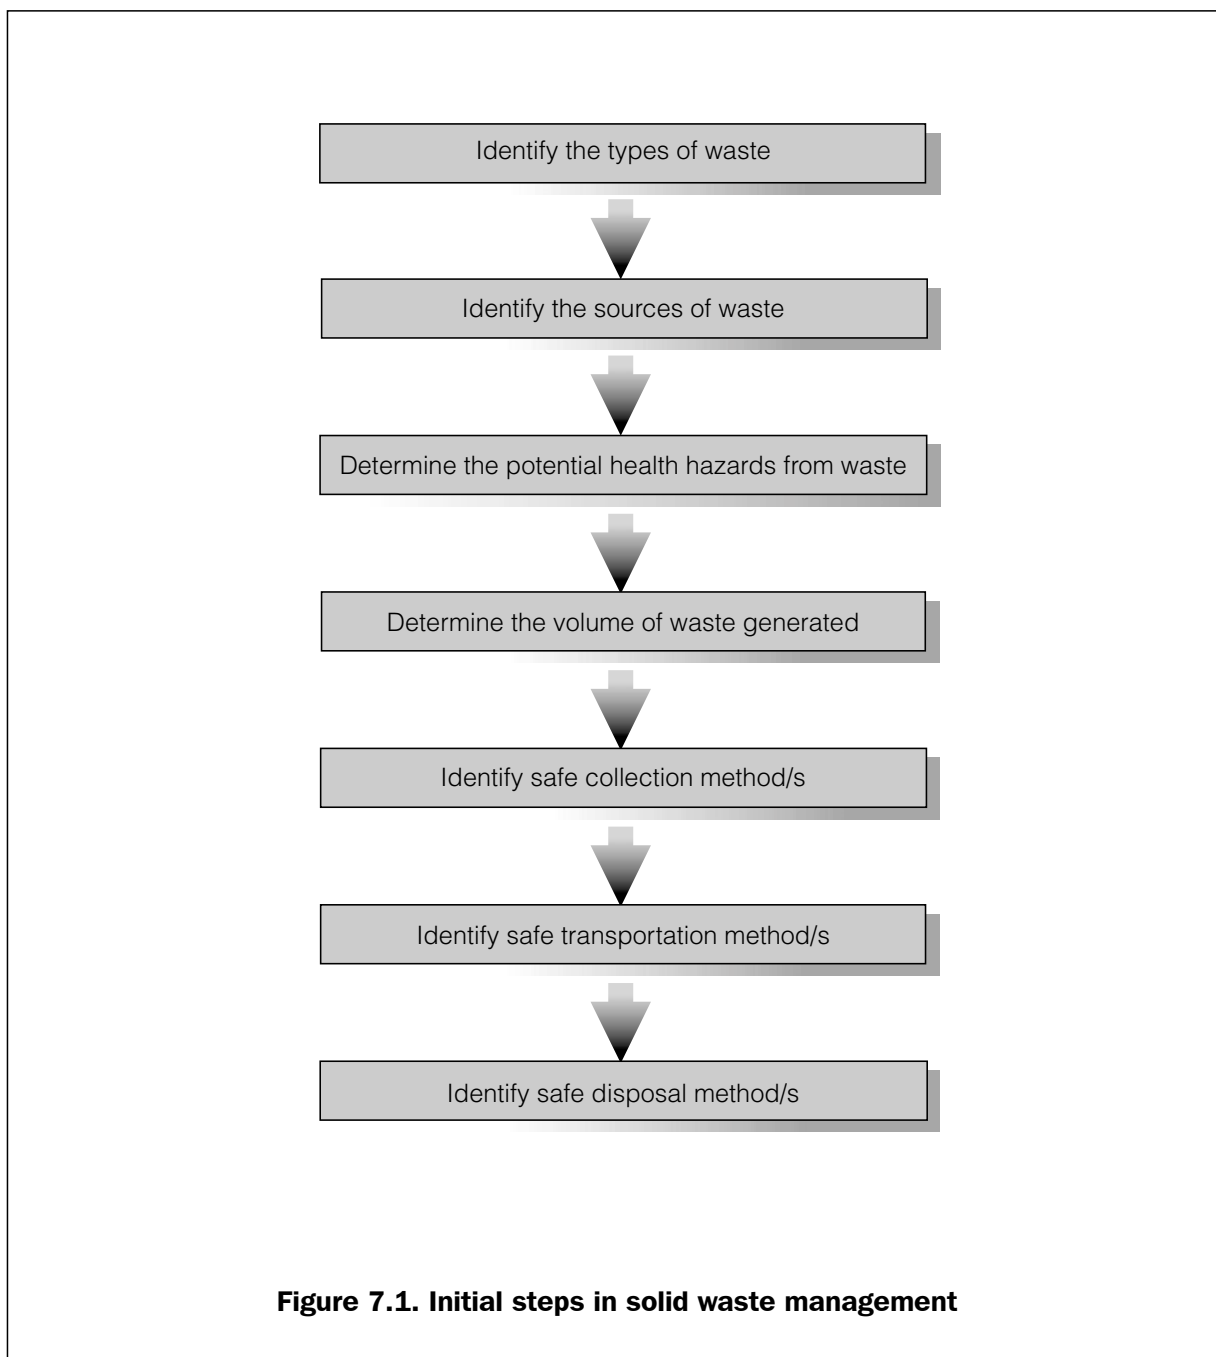 Identify the types of waste
Identify the sources of waste
Determine the potential health hazards from waste
Determine the volume of waste generated
Identify safe collection method/s
Identify safe transportation method/s
Identify safe disposal method/s
Figure 7.1. Initial steps in solid waste management